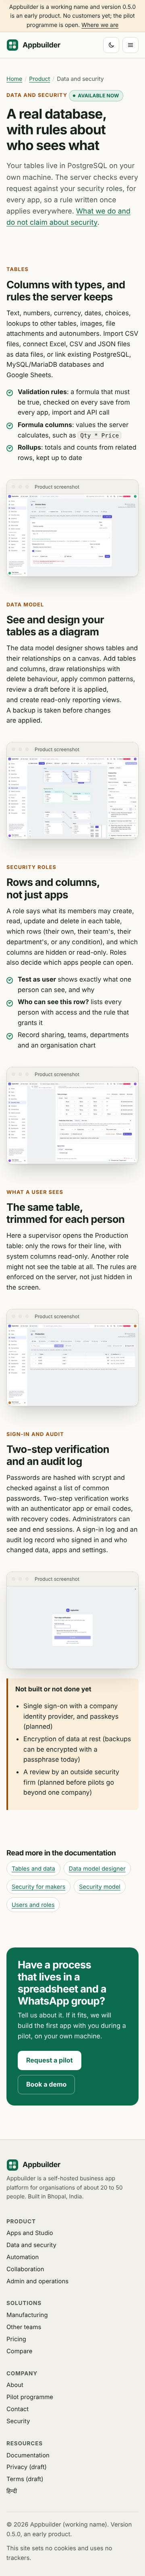 Appbuilder is a working name and version 0.5.0
is an early product. No customers yet; the pilot
programme is open. Where we are
Appbuilder
Home / Product / Data and security
DATA AND SECURITY
AVAILABLE NOW
A real database,
with rules about
who sees what
Your tables live in PostgreSQL on your
own machine. The server checks every
request against your security roles, for
every app, so a rule written once
applies everywhere. What we do and
do not claim about security.
TABLES
Columns with types, and
rules the server keeps
Text, numbers, currency, dates, choices,
lookups to other tables, images, file
attachments and autonumbers. Import CSV
files, connect Excel, CSV and JSON files
as data files, or link existing PostgreSQL,
MySQL/MariaDB databases and
Google Sheets.
Validation rules: a formula that must
be true, checked on every save from
every app, import and API call
Formula columns: values the server
calculates, such as Qty * Price
Rollups: totals and counts from related
rows, kept up to date
Product screenshot
DATA MODEL
See and design your
tables as a diagram
The data model designer shows tables and
their relationships on a canvas. Add tables
and columns, draw relationships with
delete behaviour, apply common patterns,
review a draft before it is applied,
and create read-only reporting views.
A backup is taken before changes
are applied.
Product screenshot
SECURITY ROLES
Rows and columns,
not just apps
A role says what its members may create,
read, update and delete in each table,
which rows (their own, their team's, their
department's, or any condition), and which
columns are hidden or read-only. Roles
also decide which apps people can open.
Test as user shows exactly what one
person can see, and why
Who can see this row? lists every
person with access and the rule that
grants it
Record sharing, teams, departments
and an organisation chart
Product screenshot
WHAT A USER SEES
The same table,
trimmed for each person
Here a supervisor opens the Production
table: only the rows for their line, with
system columns read-only. Another role
might not see the table at all. The rules are
enforced on the server, not just hidden in
the screen.
Product screenshot
SIGN-IN AND AUDIT
Two-step verification
and an audit log
Passwords are hashed with scrypt and
checked against a list of common
passwords. Two-step verification works
with an authenticator app or email codes,
with recovery codes. Administrators can
see and end sessions. A sign-in log and an
audit log record who signed in and who
changed data, apps and settings.
Product screenshot
Not built or not done yet
Single sign-on with a company
identity provider, and passkeys
(planned)
Encryption of data at rest (backups
can be encrypted with a
passphrase today)
A review by an outside security
firm (planned before pilots go
beyond one company)
Read more in the documentation
Tables and data
Data model designer
Security for makers
Security model
Users and roles
Have a process
that lives in a
spreadsheet and a
WhatsApp group?
Tell us about it. If it fits, we will
build the first app with you during a
pilot, on your own machine.
Request a pilot
Book a demo
Appbuilder
Appbuilder is a self-hosted business app
platform for organisations of about 20 to 50
people. Built in Bhopal, India.
PRODUCT
Apps and Studio
Data and security
Automation
Collaboration
Admin and operations
SOLUTIONS
Manufacturing
Other teams
Pricing
Compare
COMPANY
About
Pilot programme
Contact
Security
RESOURCES
Documentation
Privacy (draft)
Terms (draft)
हिन्दी
© 2026 Appbuilder (working name). Version
0.5.0, an early product.
This site sets no cookies and uses no
trackers.